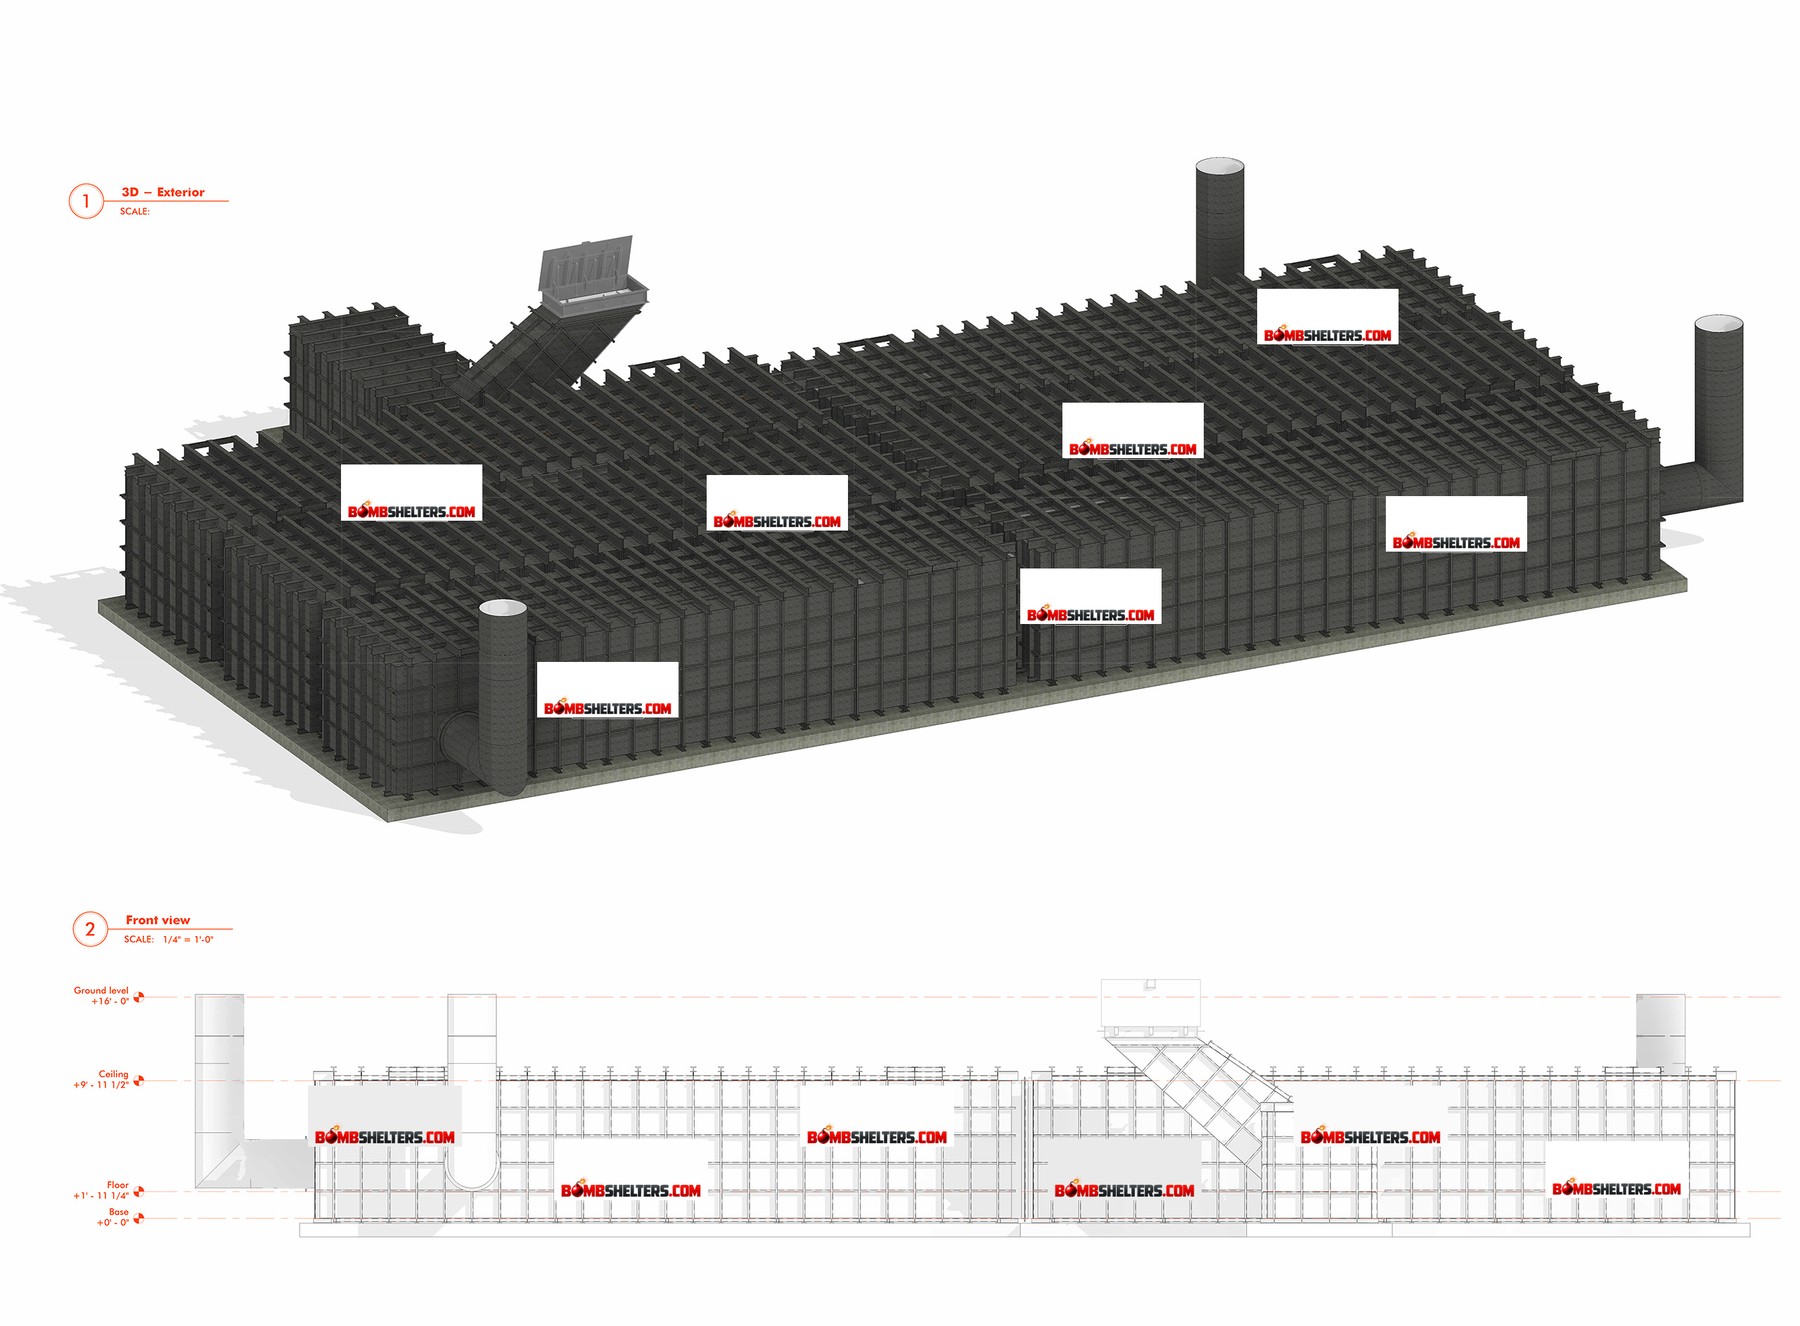 1
3D – Exterior
SCALE:
BOMBSHELTERS.COM
BOMBSHELTERS.COM
BOMBSHELTERS.COM
BOMBSHELTERS.COM
BOMBSHELTERS.COM
BOMBSHELTERS.COM
BOMBSHELTERS.COM
2
Front view
SCALE: 1/4" = 1'-0"
Ground level
+16' - 0"
Ceiling
+9' - 11 1/2"
BOMBSHELTERS.COM
BOMBSHELTERS.COM
BOMBSHELTERS.COM
Floor
+1' - 11 1/4"
BOMBSHELTERS.COM
BOMBSHELTERS.COM
BOMBSHELTERS.COM
Base
+0' - 0"